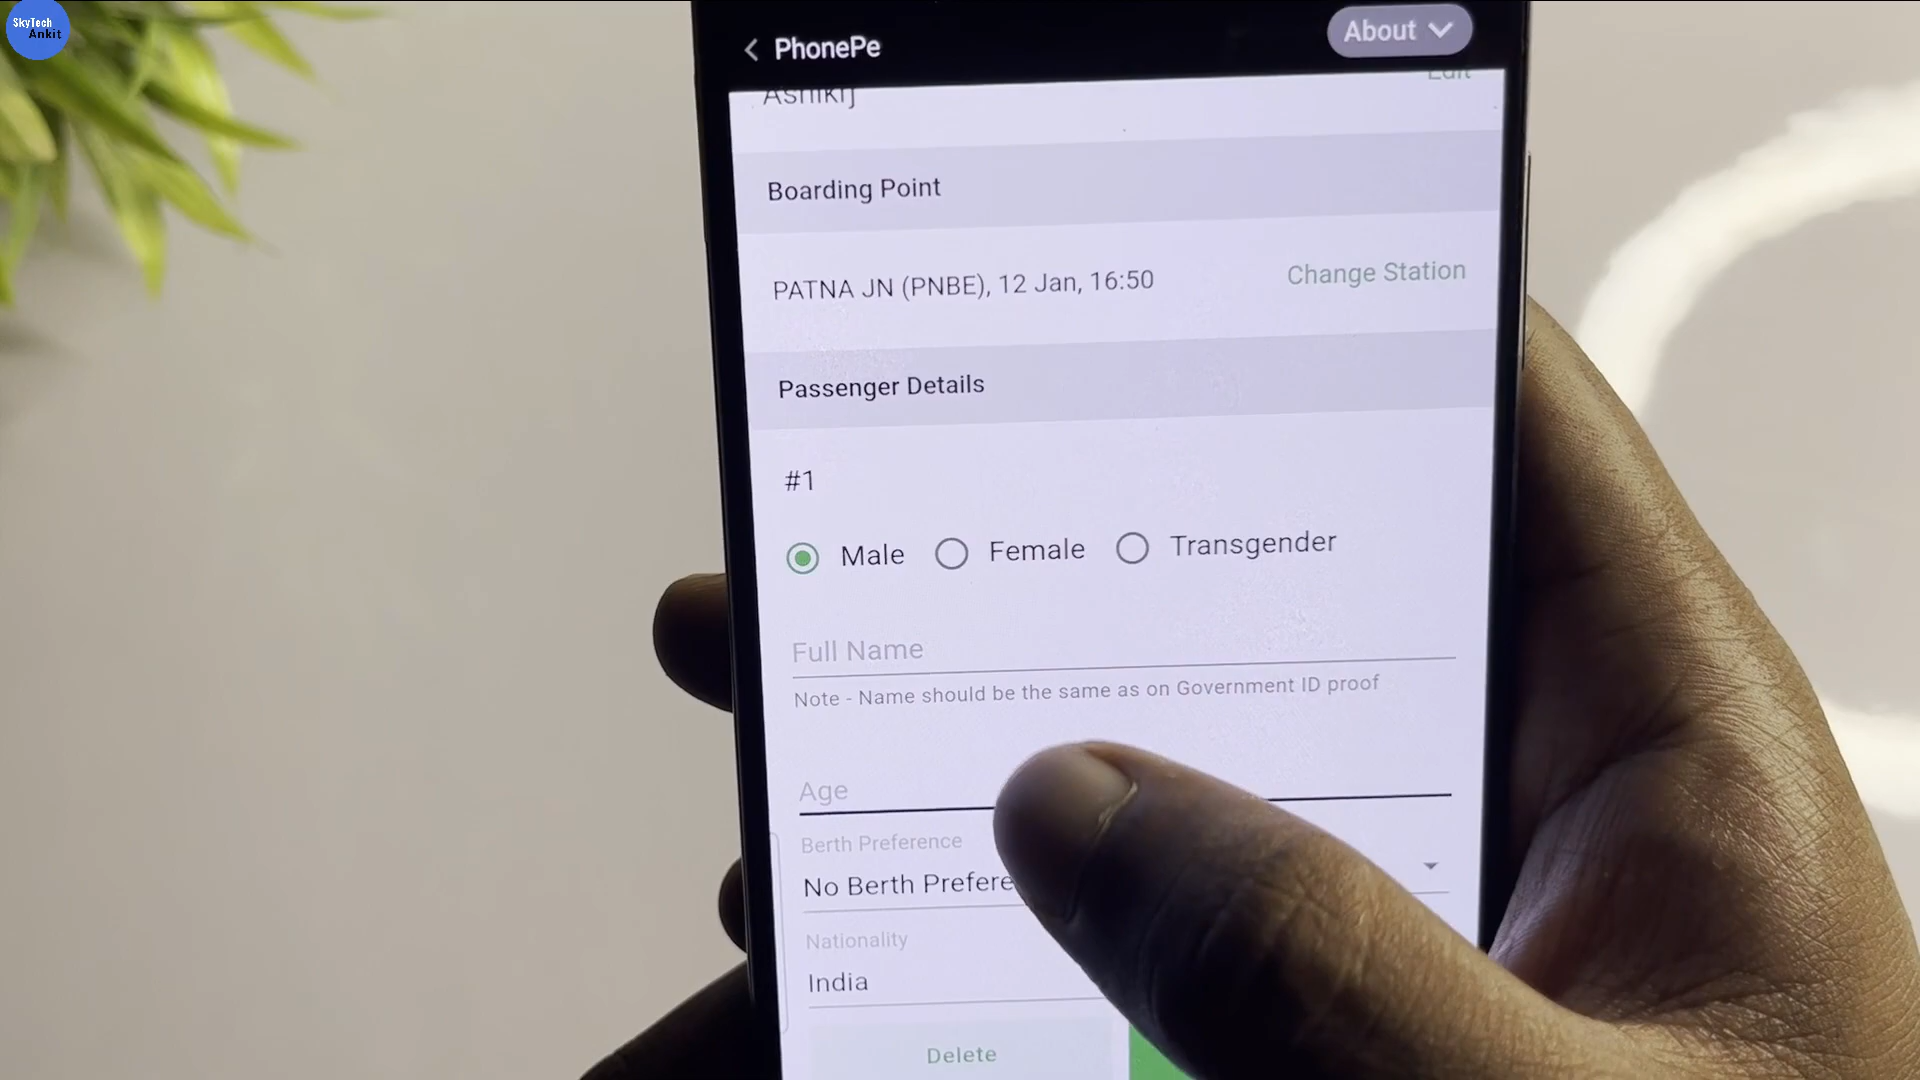 SkyTech
Ankit
PhonePe
About
Edit
Boarding Point
PATNA JN (PNBE), 12 Jan, 16:50
Change Station
Passenger Details
#1
Male
Female
Transgender
Full Name
Note - Name should be the same as on Government ID proof
Age
Berth Preference
No Berth Prefere
Nationality
India
Delete